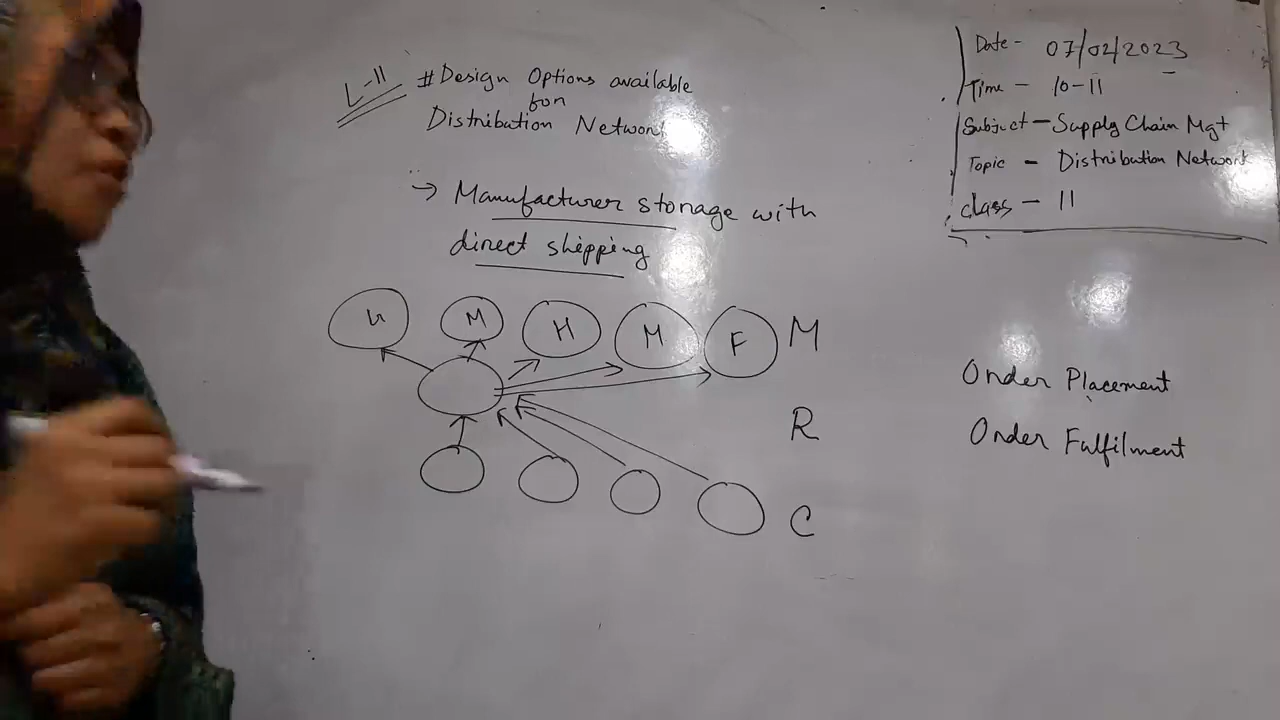 L-11
# Design Options available
for
Distribution Network
→ Manufacturer storage with
direct shipping
M H M F M
R
C
Date - 07/02/2023
Time - 10-11
Subject - Supply Chain Mgt
Topic - Distribution Network
Class - 11
Order Placement
Order Fulfilment